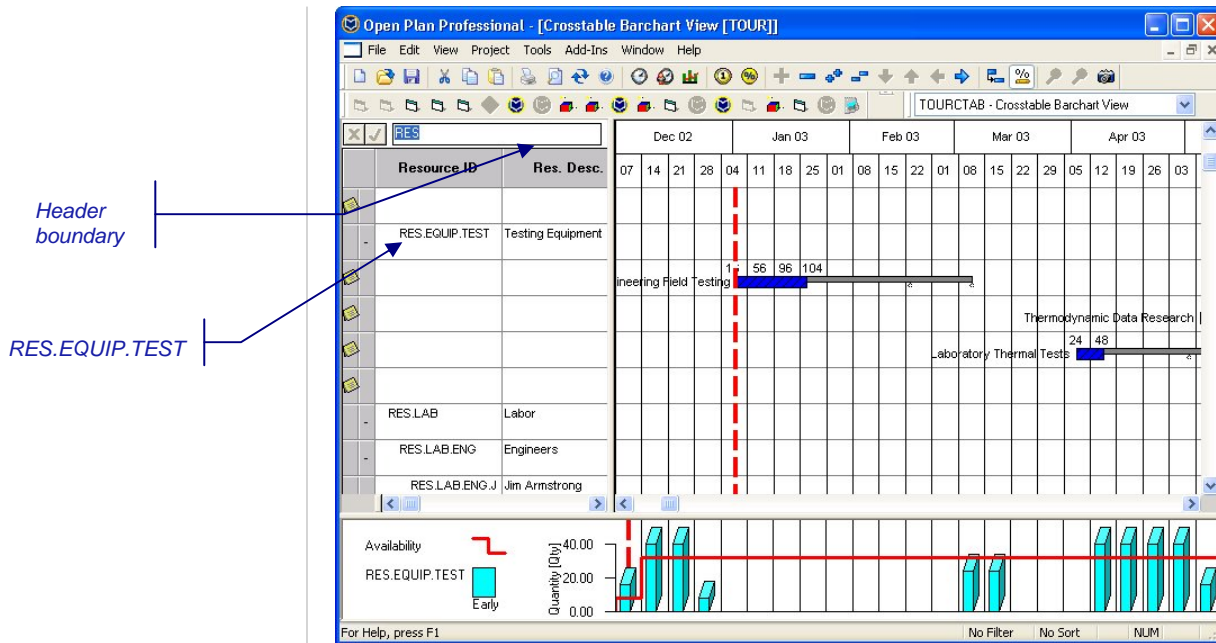 Open Plan Professional - [Crosstable Barchart View [TOUR]]
File Edit View Project Tools Add-Ins Window Help
TOURCTAB - Crosstable Barchart View
RES
Dec 02 Jan 03 Feb 03 Mar 03 Apr 03
Resource ID Res. Desc. 07 14 21 28 04 11 18 25 01 08 15 22 01 08 15 22 29 05 12 19 26 03
Header
boundary
- RES.EQUIP.TEST Testing Equipment
56 96 104
ineering Field Testing
RES.EQUIP.TEST
Thermodynamic Data Research
24 48
Laboratory Thermal Tests
- RES.LAB Labor
- RES.LAB.ENG Engineers
RES.LAB.ENG.J Jim Armstrong
Availability
RES.EQUIP.TEST
Early
Quantity [Qty]
40.00
20.00
0.00
For Help, press F1 No Filter No Sort NUM